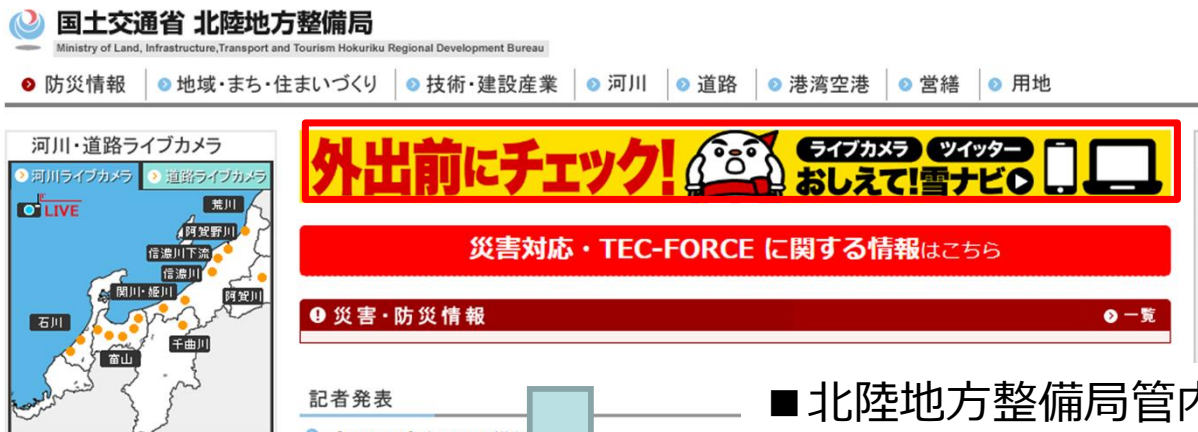 国土交通省 北陸地方整備局
Ministry of Land, Infrastructure,Transport and Tourism Hokuriku Regional Development Bureau
防災情報
地域・まち・住まいづくり
技術・建設産業
河川
道路
港湾空港
営繕
用地
河川・道路ライブカメラ
河川ライブカメラ
道路ライブカメラ
LIVE
荒川
阿賀野川
信濃川下流
信濃川
関川・姫川
阿賀川
石川
千曲川
富山
外出前にチェック!
ライブカメラ
ツイッター
おしえて!雪ナビ
災害対応・TEC-FORCE に関する情報はこちら
災害・防災情報
一覧
記者発表
■北陸地方整備局管内